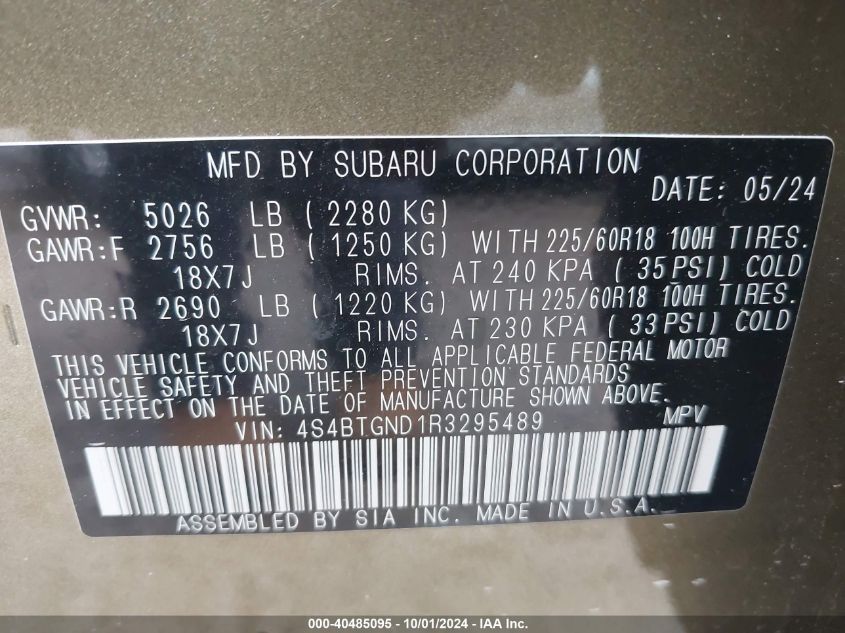 MFD BY SUBARU CORPORATION
DATE: 05/24
GVWR: 5026 LB ( 2280 KG)
GAWR:F 2756 LB ( 1250 KG) WITH 225/60R18 100H TIRES.
18X7J RIMS. AT 240 KPA ( 35 PSI) COLD
GAWR:R 2690 LB ( 1220 KG) WITH 225/60R18 100H TIRES.
18X7J RIMS. AT 230 KPA ( 33 PSI) COLD
THIS VEHICLE CONFORMS TO ALL APPLICABLE FEDERAL MOTOR
VEHICLE SAFETY AND THEFT PREVENTION STANDARDS
IN EFFECT ON THE DATE OF MANUFACTURE SHOWN ABOVE.
VIN: 4S4BTGND1R3295489 MPV
ASSEMBLED BY SIA INC. MADE IN U.S.A.
000-40485095 - 10/01/2024 - IAA Inc.